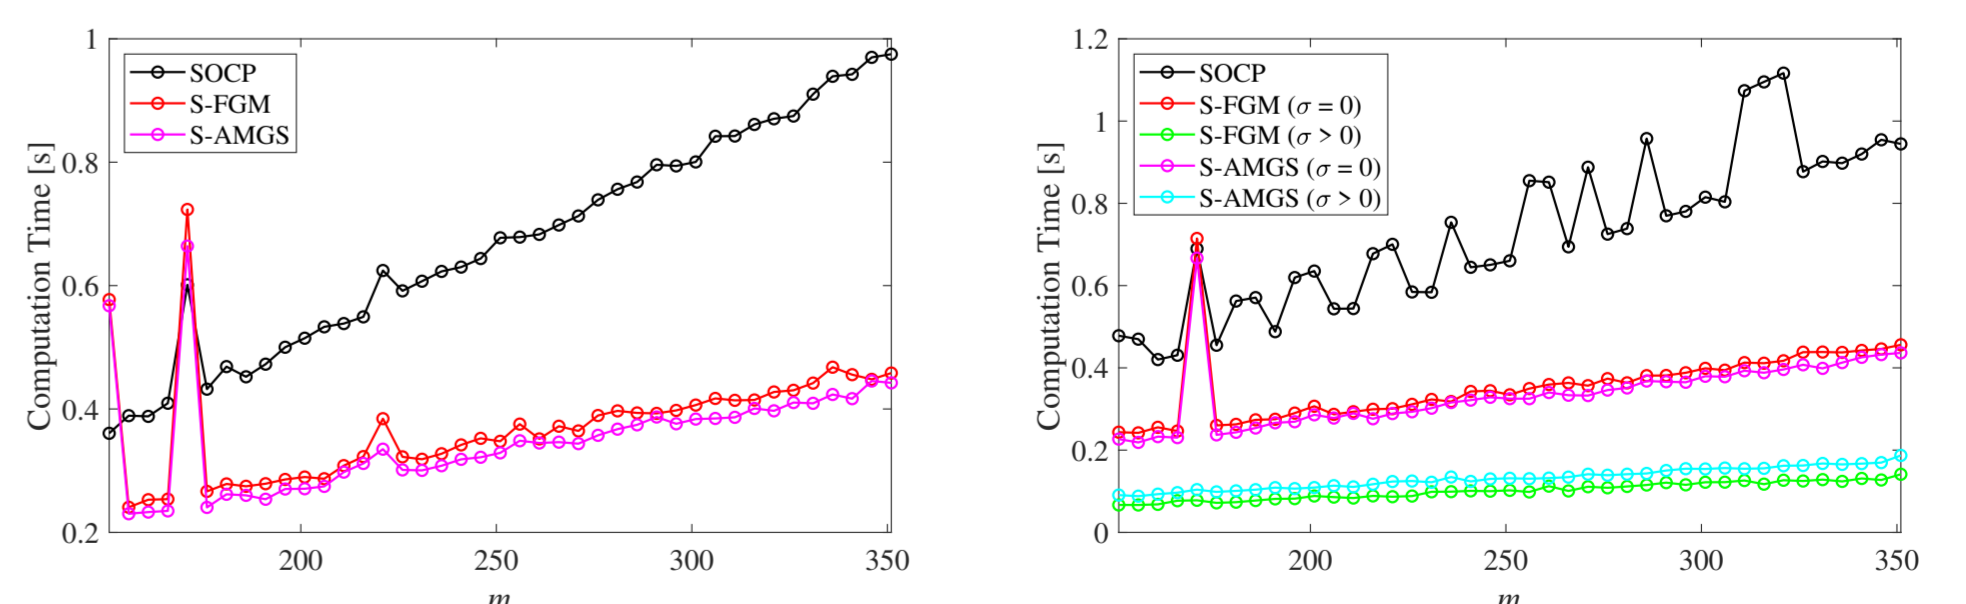 Computation Time [s]
1
0.8
0.6
0.4
0.2
200
250
300
350
m
SOCP
S-FGM
S-AMGS
Computation Time [s]
1.2
1
0.8
0.6
0.4
0.2
0
200
250
300
350
m
SOCP
S-FGM (σ = 0)
S-FGM (σ > 0)
S-AMGS (σ = 0)
S-AMGS (σ > 0)